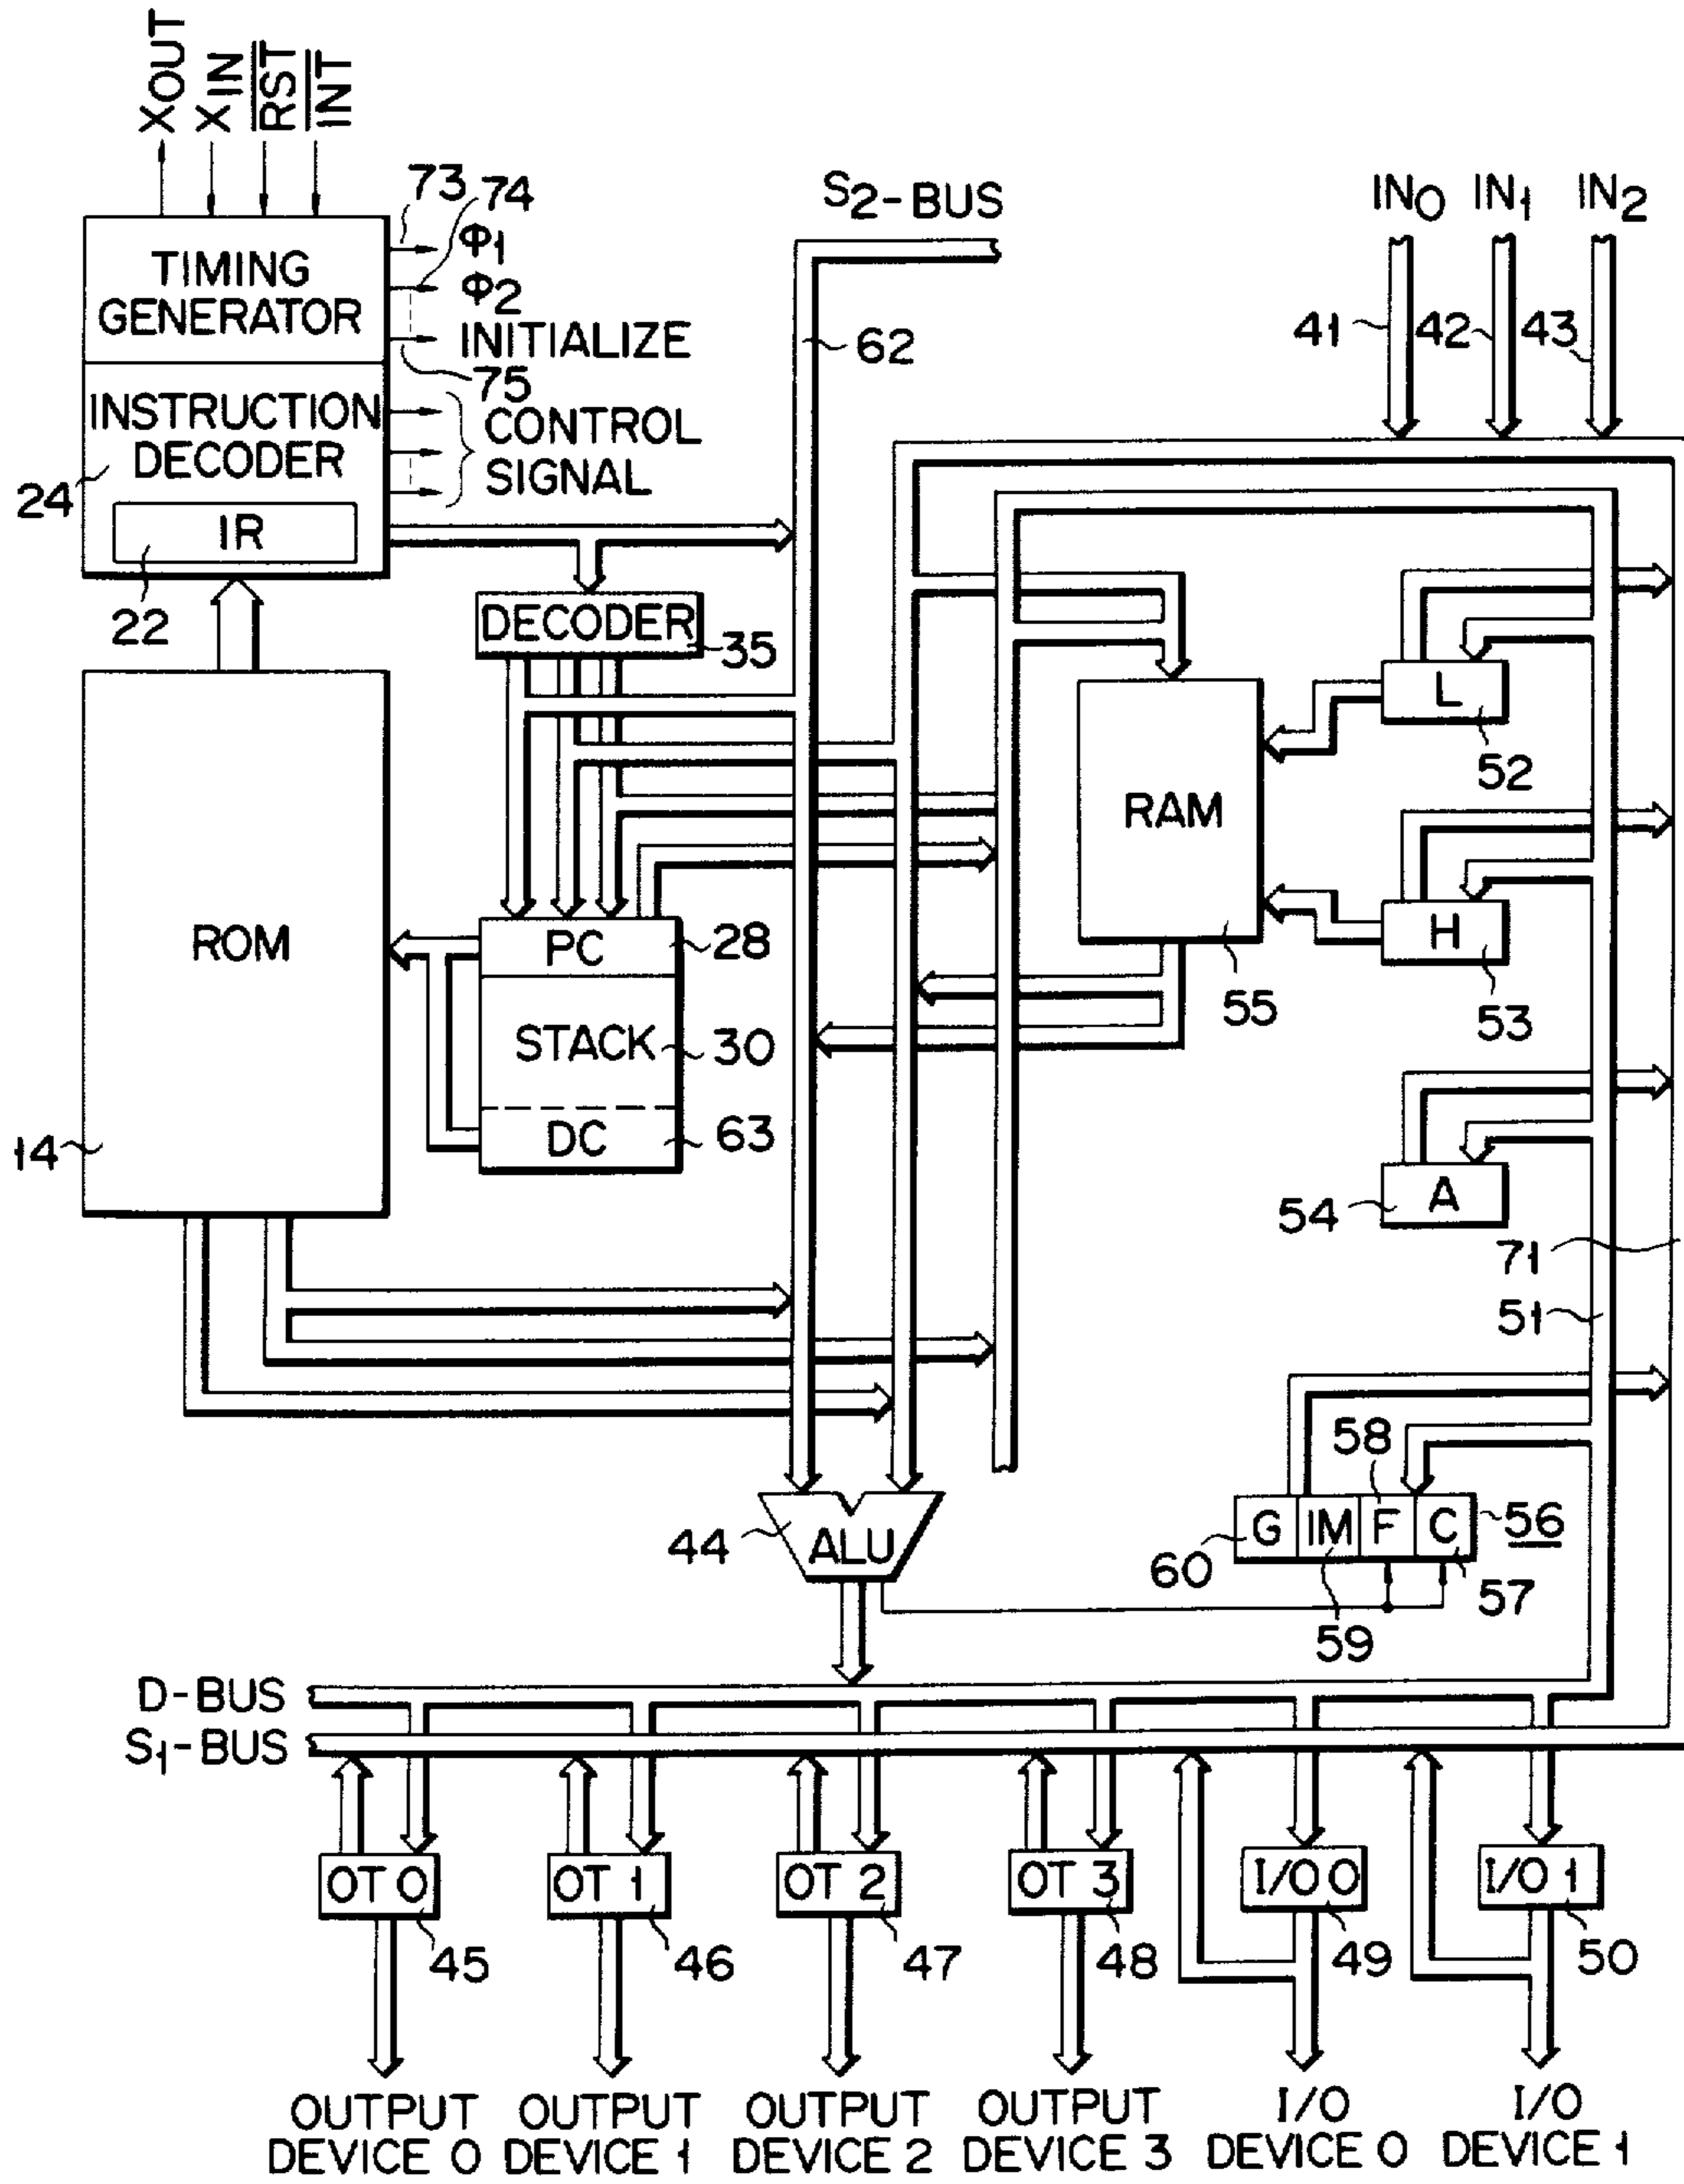 XOUT
XIN
RST
INT
73
74
Φ1
Φ2
INITIALIZE
75
TIMING
GENERATOR
INSTRUCTION
DECODER
CONTROL
SIGNAL
24
IR
22
S2-BUS
62
IN0
IN1
IN2
41
42
43
DECODER
35
ROM
14
PC
28
STACK
30
DC
63
RAM
55
L
52
H
53
A
54
71
51
58
G
IM
F
C
56
60
59
57
44
ALU
D-BUS
S1-BUS
OT 0
OT 1
OT 2
OT 3
I/O 0
I/O 1
45
46
47
48
49
50
OUTPUT
DEVICE 0
OUTPUT
DEVICE 1
OUTPUT
DEVICE 2
OUTPUT
DEVICE 3
I/O
DEVICE 0
I/O
DEVICE 1